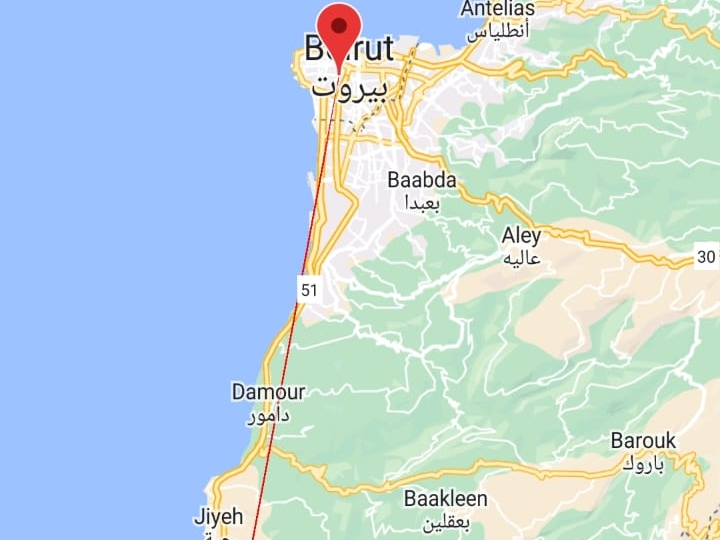 Antelias
أنطلياس
Beirut
بيروت
Baabda
بعبدا
Aley
عاليه
30
51
Damour
دامور
Barouk
باروك
Baakleen
بعقلين
Jiyeh